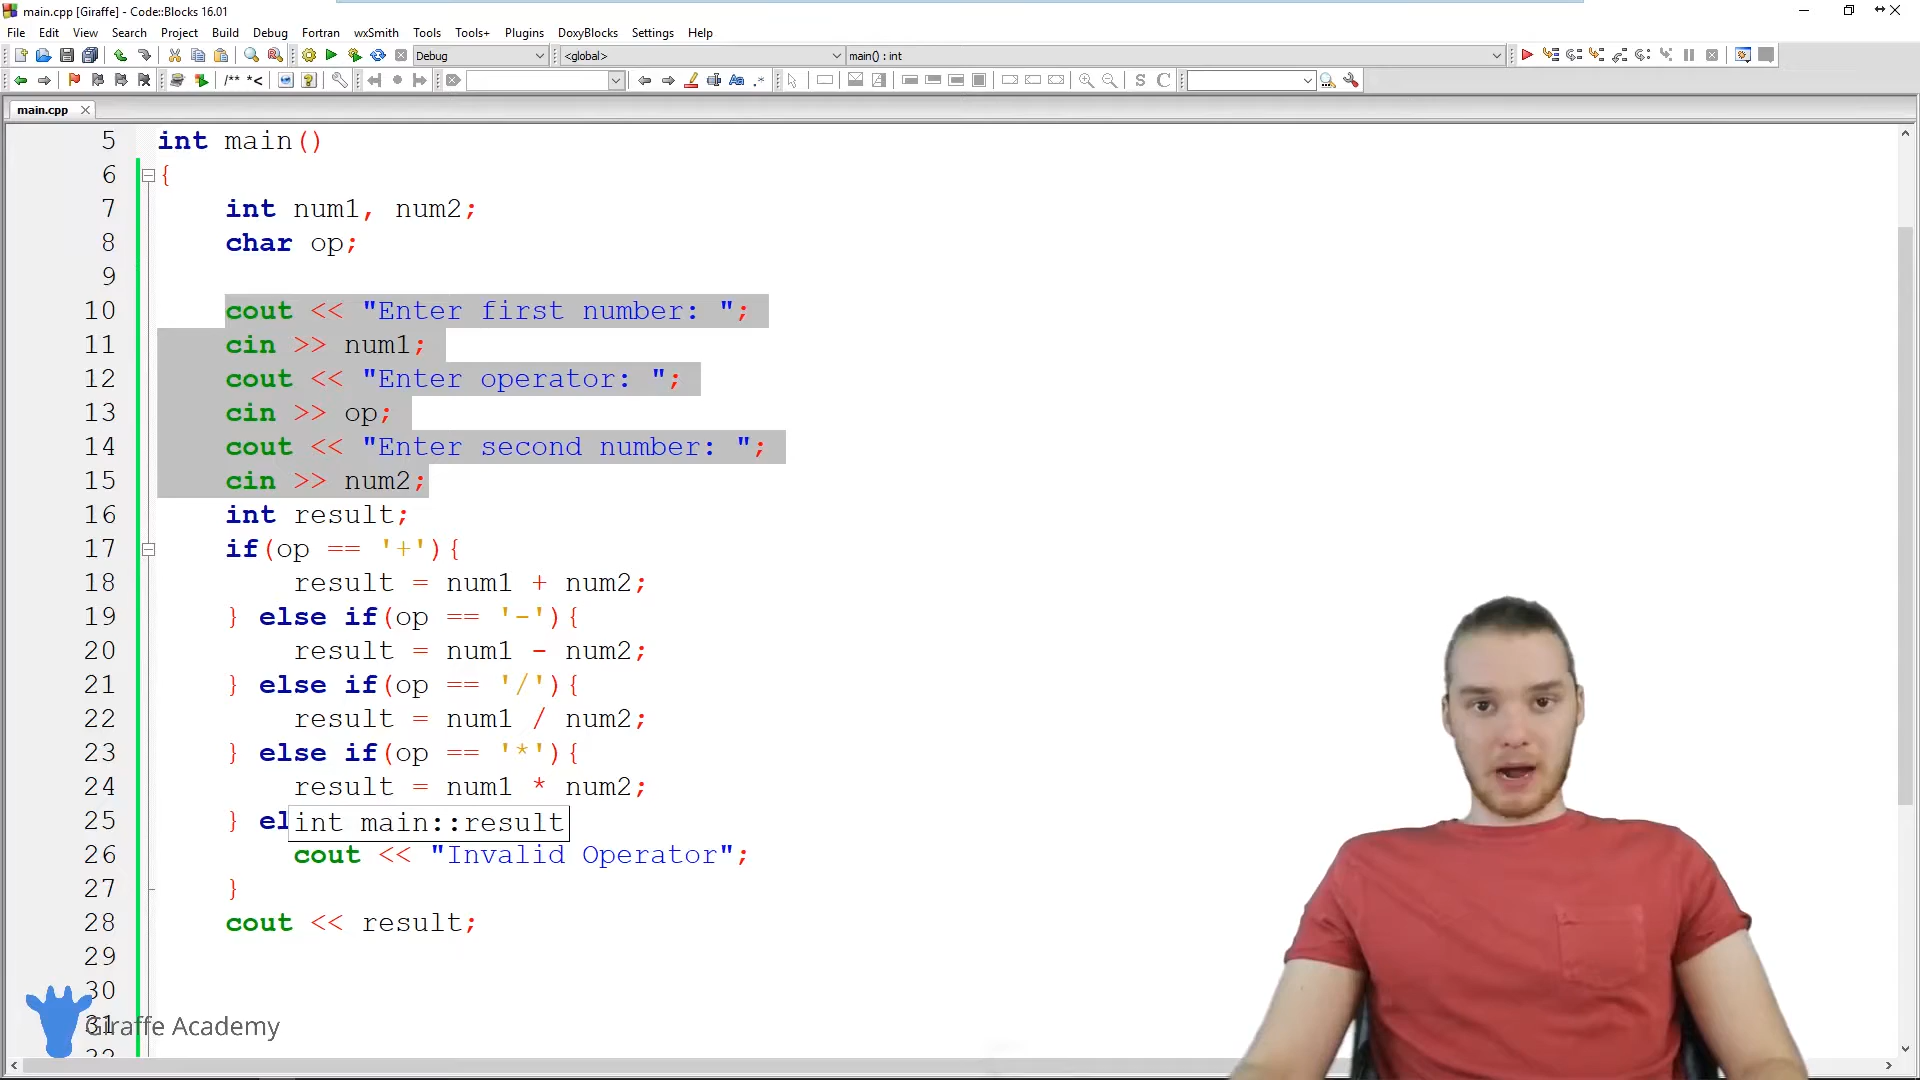 main.cpp [Giraffe] - Code::Blocks 16.01
File Edit View Search Project Build Debug Fortran wxSmith Tools Tools+ Plugins DoxyBlocks Settings Help
Debug <global> main() : int
/** *< .* S C
main.cpp
5 int main()
6 {
7 int num1, num2;
8 char op;
9
10 cout << "Enter first number: ";
11 cin >> num1;
12 cout << "Enter operator: ";
13 cin >> op;
14 cout << "Enter second number: ";
15 cin >> num2;
16 int result;
17 if(op == '+'){
18 result = num1 + num2;
19 } else if(op == '-'){
20 result = num1 - num2;
21 } else if(op == '/'){
22 result = num1 / num2;
23 } else if(op == '*'){
24 result = num1 * num2;
25 } el int main::result
26 cout << "Invalid Operator";
27 }
28 cout << result;
29
30
31
Giraffe Academy